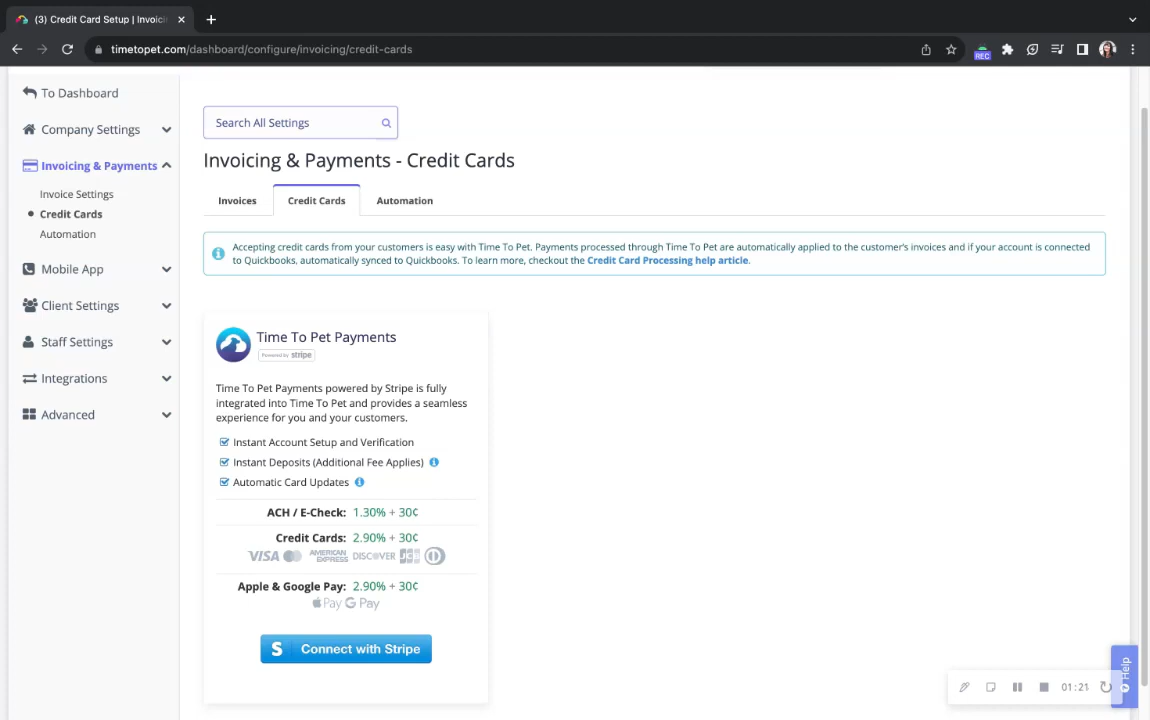 (3) Credit Card Setup | Invoicin
timetopet.com/dashboard/configure/invoicing/credit-cards
REC
To Dashboard
Company Settings
Invoicing & Payments
Invoice Settings
Credit Cards
Automation
Mobile App
Client Settings
Staff Settings
Integrations
Advanced
Search All Settings
Invoicing & Payments - Credit Cards
Invoices
Credit Cards
Automation
Accepting credit cards from your customers is easy with Time To Pet. Payments processed through Time To Pet are automatically applied to the customer's invoices and if your account is connected
to Quickbooks, automatically synced to Quickbooks. To learn more, checkout the Credit Card Processing help article.
Time To Pet Payments
Powered by stripe
Time To Pet Payments powered by Stripe is fully
integrated into Time To Pet and provides a seamless
experience for you and your customers.
Instant Account Setup and Verification
Instant Deposits (Additional Fee Applies)
Automatic Card Updates
ACH / E-Check: 1.30% + 30¢
Credit Cards: 2.90% + 30¢
VISA AMERICAN EXPRESS DISCOVER JCB
Apple & Google Pay: 2.90% + 30¢
Pay G Pay
S Connect with Stripe
Help
01:21